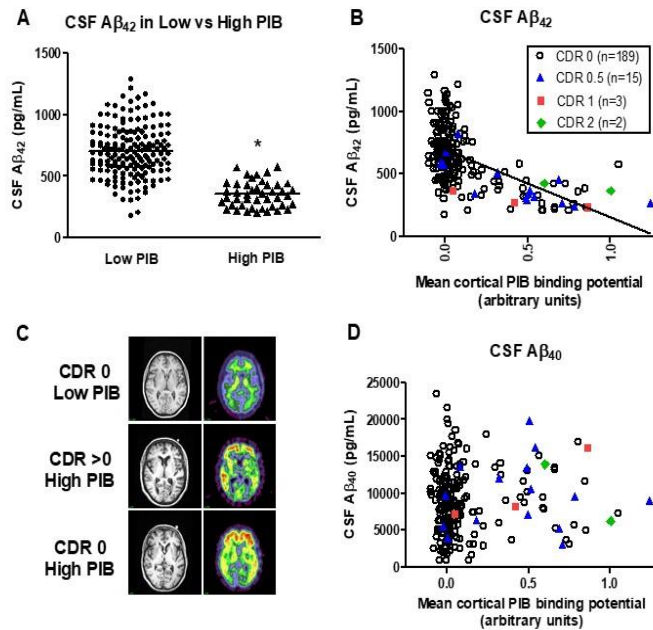 A
CSF Aβ42 in Low vs High PIB
1500
1000
500
0
CSF Aβ42 (pg/mL)
*
Low PIB
High PIB
B
CSF Aβ42
1500
1000
500
0
CSF Aβ42 (pg/mL)
CDR 0 (n=189)
CDR 0.5 (n=15)
CDR 1 (n=3)
CDR 2 (n=2)
0.0
0.5
1.0
Mean cortical PIB binding potential
(arbitrary units)
C
CDR 0
Low PIB
CDR >0
High PIB
CDR 0
High PIB
D
CSF Aβ40
25000
20000
15000
10000
5000
0
CSF Aβ40 (pg/mL)
0.0
0.5
1.0
Mean cortical PIB binding potential
(arbitrary units)